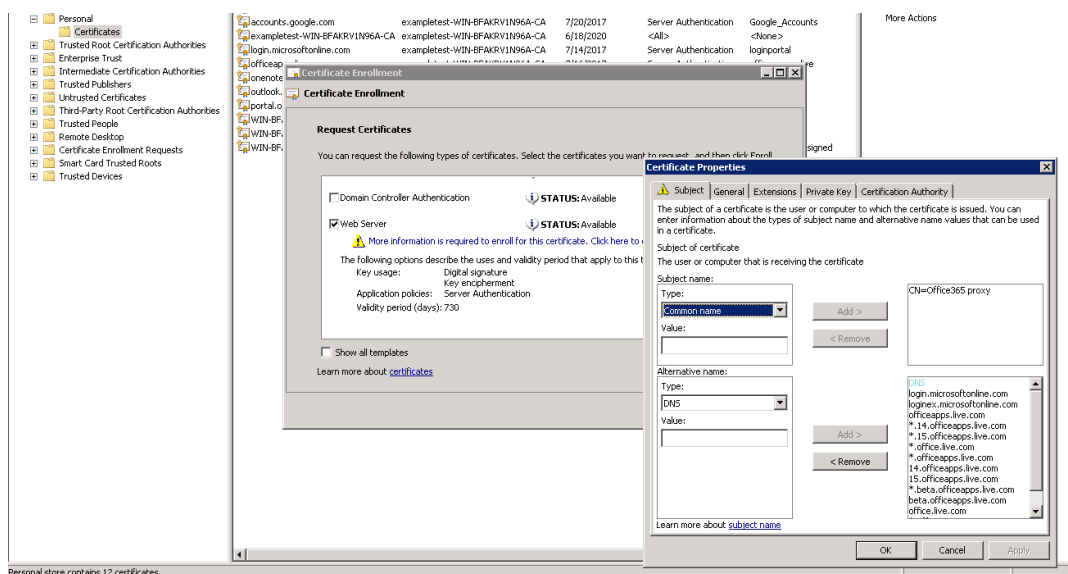 Personal
Certificates
Trusted Root Certification Authorities
Enterprise Trust
Intermediate Certification Authorities
Trusted Publishers
Untrusted Certificates
Third-Party Root Certification Authorities
Trusted People
Remote Desktop
Certificate Enrollment Requests
Smart Card Trusted Roots
Trusted Devices
accounts.google.com exampletest-WIN-BFAKRV1N96A-CA 7/20/2017 Server Authentication Google_Accounts
exampletest-WIN-BFAKRV1N96A-CA exampletest-WIN-BFAKRV1N96A-CA 6/18/2020 <All> <None>
login.microsoftonline.com exampletest-WIN-BFAKRV1N96A-CA 7/14/2017 Server Authentication loginportal
officeap
onenote
outlook.
portal.o
WIN-BF
WIN-BF
WIN-BF
signed
More Actions
Certificate Enrollment
Certificate Enrollment
Request Certificates
You can request the following types of certificates. Select the certificates you want to request, and then click Enroll.
Domain Controller Authentication STATUS: Available
Web Server STATUS: Available
More information is required to enroll for this certificate. Click here to
The following options describe the uses and validity period that apply to this
Key usage: Digital signature
Key encipherment
Application policies: Server Authentication
Validity period (days): 730
Show all templates
Learn more about certificates
Certificate Properties
Subject General Extensions Private Key Certification Authority
The subject of a certificate is the user or computer to which the certificate is issued. You can
enter information about the types of subject name and alternative name values that can be used
in a certificate.
Subject of certificate
The user or computer that is receiving the certificate
Subject name:
Type:
Common name
Value:
Add >
< Remove
CN=Office365 proxy
Alternative name:
Type:
DNS
Value:
Add >
< Remove
DNS
login.microsoftonline.com
loginex.microsoftonline.com
officeapps.live.com
*.14.officeapps.live.com
*.15.officeapps.live.com
*.office.live.com
*.officeapps.live.com
14.officeapps.live.com
15.officeapps.live.com
*.beta.officeapps.live.com
beta.officeapps.live.com
office.live.com
Learn more about subject name
OK Cancel Apply
Personal store contains 12 certificates.